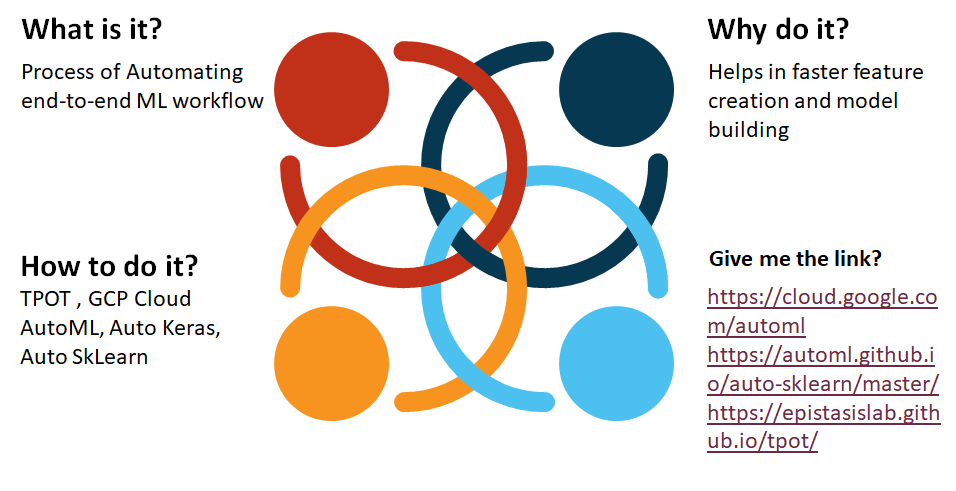 What is it?
Process of Automating
end-to-end ML workflow
Why do it?
Helps in faster feature
creation and model
building
How to do it?
TPOT , GCP Cloud
AutoML, Auto Keras,
Auto SkLearn
Give me the link?
https://cloud.google.co
m/automl
https://automl.github.i
o/auto-sklearn/master/
https://epistasislab.gith
ub.io/tpot/